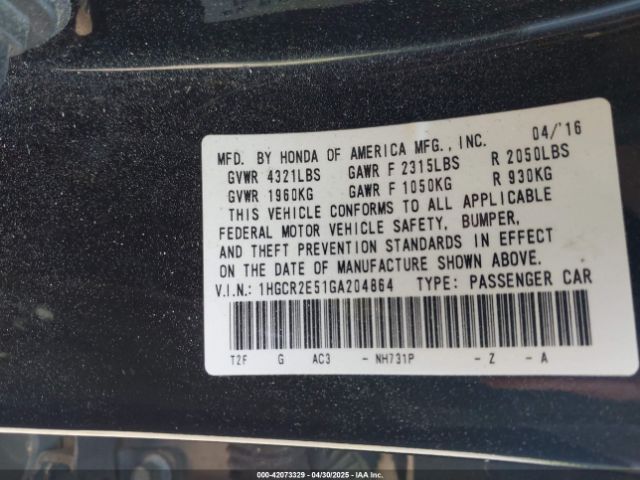 04/'16
MFD. BY HONDA OF AMERICA MFG., INC.
GVWR 4321LBS GAWR F 2315LBS R 2050LBS
GVWR 1960KG GAWR F 1050KG R 930KG
THIS VEHICLE CONFORMS TO ALL APPLICABLE
FEDERAL MOTOR VEHICLE SAFETY, BUMPER,
AND THEFT PREVENTION STANDARDS IN EFFECT
ON THE DATE OF MANUFACTURE SHOWN ABOVE.
V.I.N.: 1HGCR2E51GA204864 TYPE: PASSENGER CAR
T2F G AC3 - NH731P - Z - A
000-42073329 - 04/30/2025 - IAA Inc.